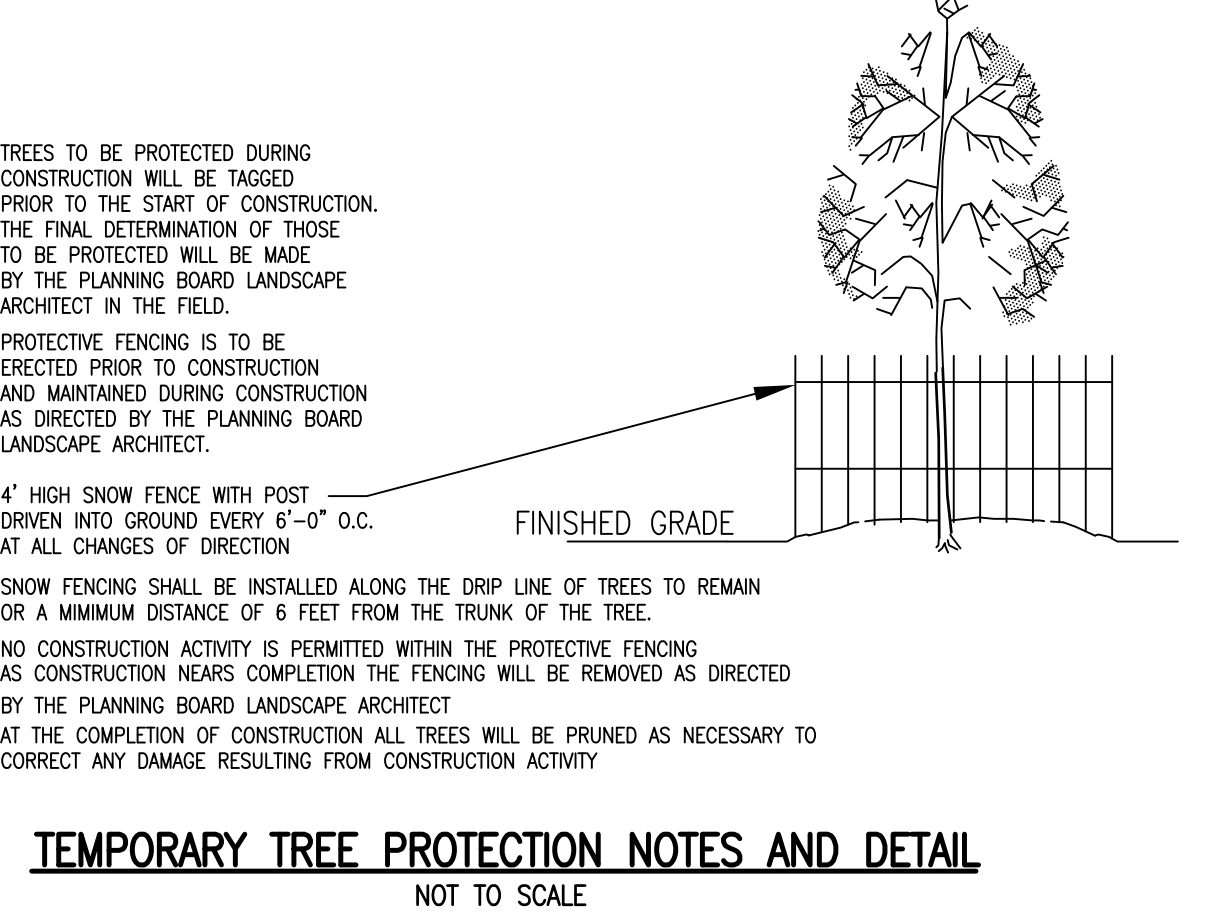 TREES TO BE PROTECTED DURING
CONSTRUCTION WILL BE TAGGED
PRIOR TO THE START OF CONSTRUCTION.
THE FINAL DETERMINATION OF THOSE
TO BE PROTECTED WILL BE MADE
BY THE PLANNING BOARD LANDSCAPE
ARCHITECT IN THE FIELD.
PROTECTIVE FENCING IS TO BE
ERECTED PRIOR TO CONSTRUCTION
AND MAINTAINED DURING CONSTRUCTION
AS DIRECTED BY THE PLANNING BOARD
LANDSCAPE ARCHITECT.
4' HIGH SNOW FENCE WITH POST
DRIVEN INTO GROUND EVERY 6'-0" O.C.
AT ALL CHANGES OF DIRECTION
FINISHED GRADE
SNOW FENCING SHALL BE INSTALLED ALONG THE DRIP LINE OF TREES TO REMAIN
OR A MIMIMUM DISTANCE OF 6 FEET FROM THE TRUNK OF THE TREE.
NO CONSTRUCTION ACTIVITY IS PERMITTED WITHIN THE PROTECTIVE FENCING
AS CONSTRUCTION NEARS COMPLETION THE FENCING WILL BE REMOVED AS DIRECTED
BY THE PLANNING BOARD LANDSCAPE ARCHITECT
AT THE COMPLETION OF CONSTRUCTION ALL TREES WILL BE PRUNED AS NECESSARY TO
CORRECT ANY DAMAGE RESULTING FROM CONSTRUCTION ACTIVITY
TEMPORARY TREE PROTECTION NOTES AND DETAIL
NOT TO SCALE